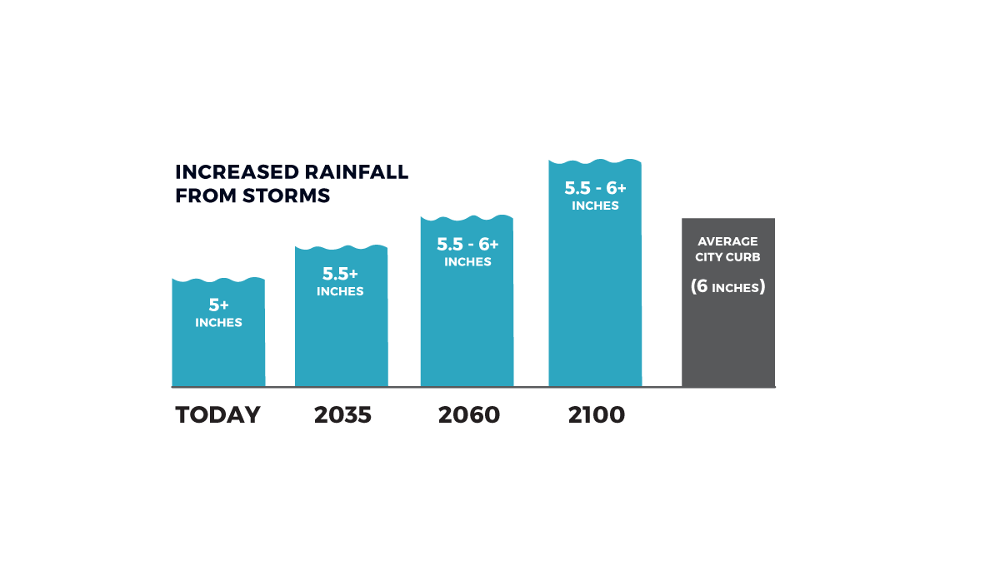 INCREASED RAINFALL
FROM STORMS
5+
INCHES
5.5+
INCHES
5.5 - 6+
INCHES
5.5 - 6+
INCHES
AVERAGE
CITY CURB
(6 INCHES)
TODAY
2035
2060
2100